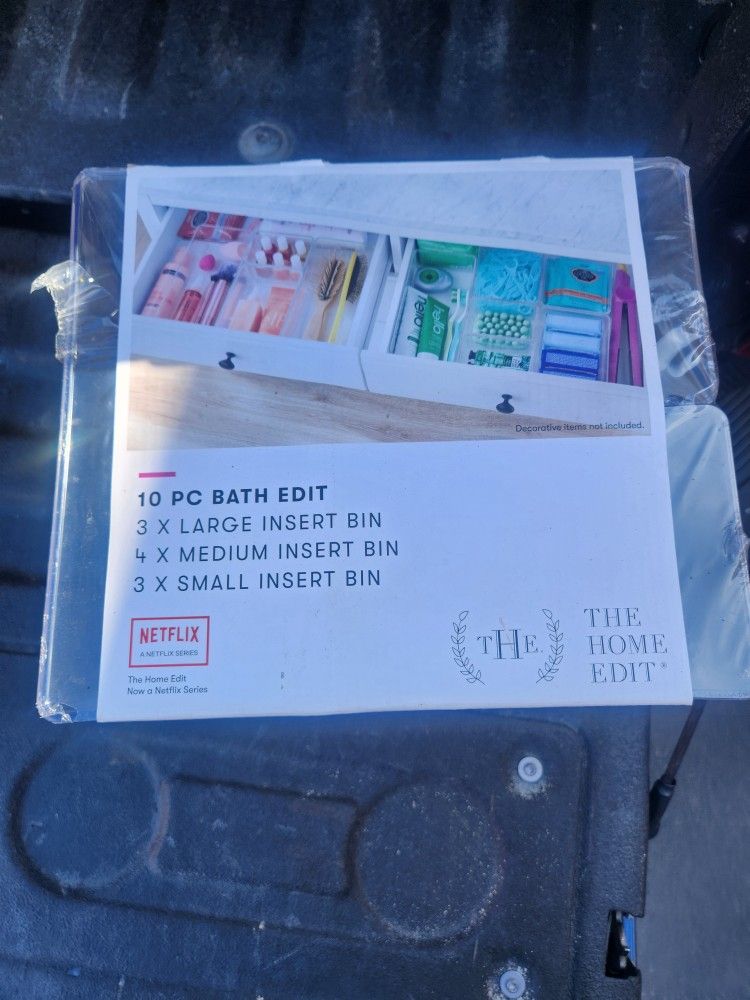 hello
Decorative items not included.
10 PC BATH EDIT
3 X LARGE INSERT BIN
4 X MEDIUM INSERT BIN
3 X SMALL INSERT BIN
NETFLIX
A NETFLIX SERIES
The Home Edit
Now a Netflix Series
T.H.E.
THE
HOME
EDIT®